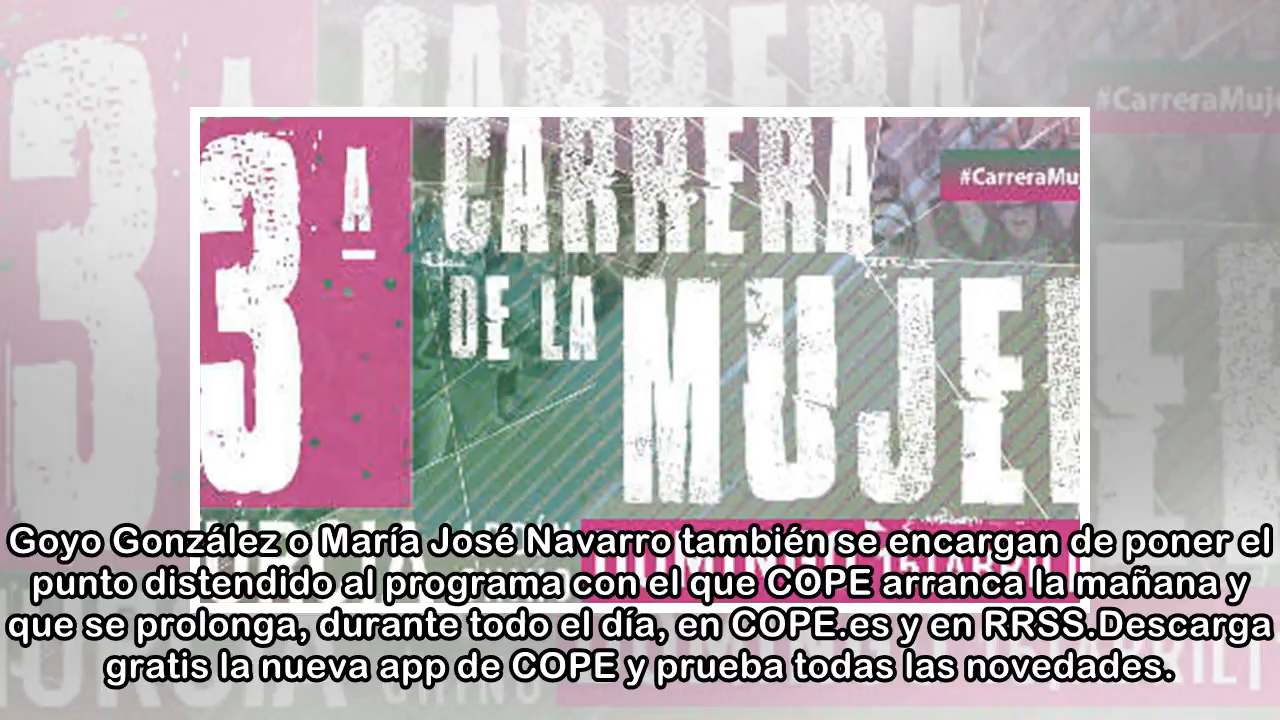 3ª
CARRERA
#CarreraMuj
DE LA
MUJE
Goyo González o María José Navarro también se encargan de poner el
punto distendido al programa con el que COPE arranca la mañana y
que se prolonga, durante todo el día, en COPE.es y en RRSS.Descarga
gratis la nueva app de COPE y prueba todas las novedades.